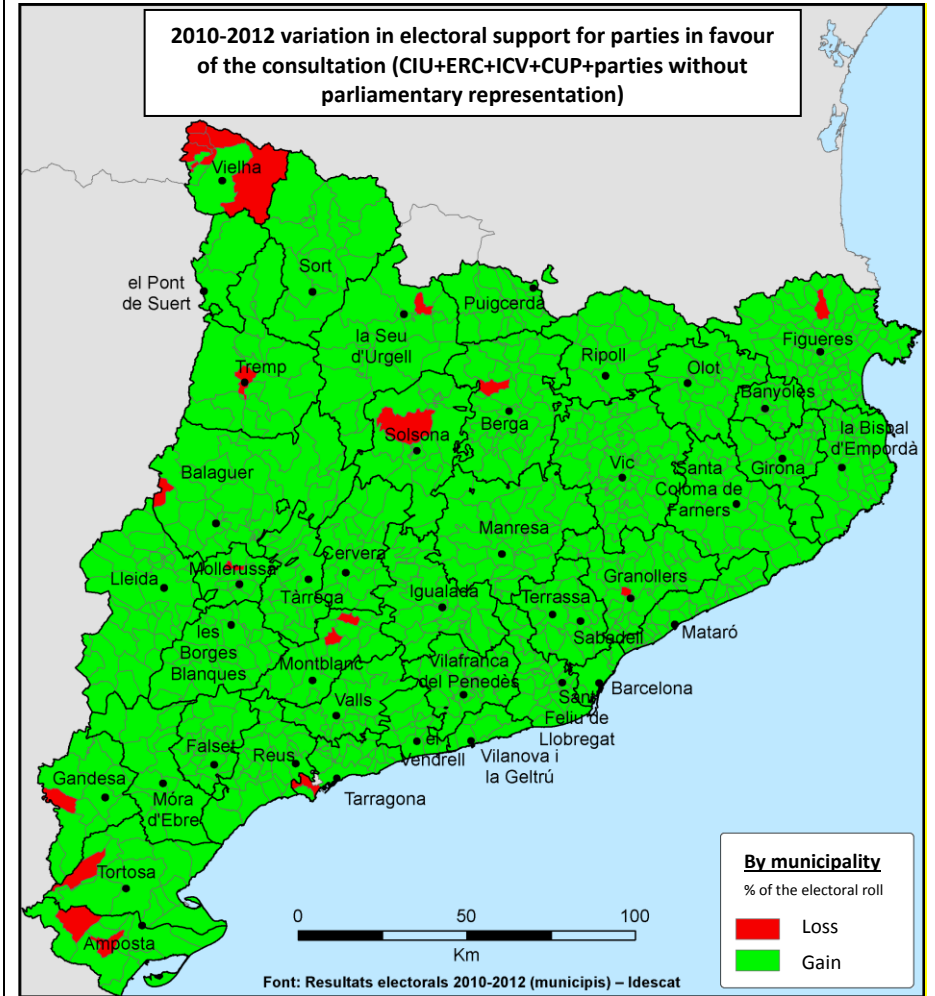 2010-2012 variation in electoral support for parties in favour
of the consultation (CIU+ERC+ICV+CUP+parties without
parliamentary representation)
Vielha
Sort
el Pont
de Suert
Puigcerdà
la Seu
d'Urgell
Ripoll
Figueres
Tremp
Olot
Banyoles
Berga
Solsona
la Bisbal
d'Empordà
Balaguer
Vic
Santa
Coloma de
Farners
Girona
Manresa
Cervera
Mollerussa
Lleida
Tàrrega
Igualada
Terrassa
Granollers
Sabadell
Mataró
les
Borges
Blanques
Montblanc
Vilafranca
del Penedès
Barcelona
Sant
Feliu de
Llobregat
Valls
Falset
Reus
el
Vendrell
Vilanova i
la Geltrú
Gandesa
Móra
d'Ebre
Tarragona
Tortosa
Amposta
0 50 100
Km
By municipality
% of the electoral roll
Loss
Gain
Font: Resultats electorals 2010-2012 (municipis) – Idescat